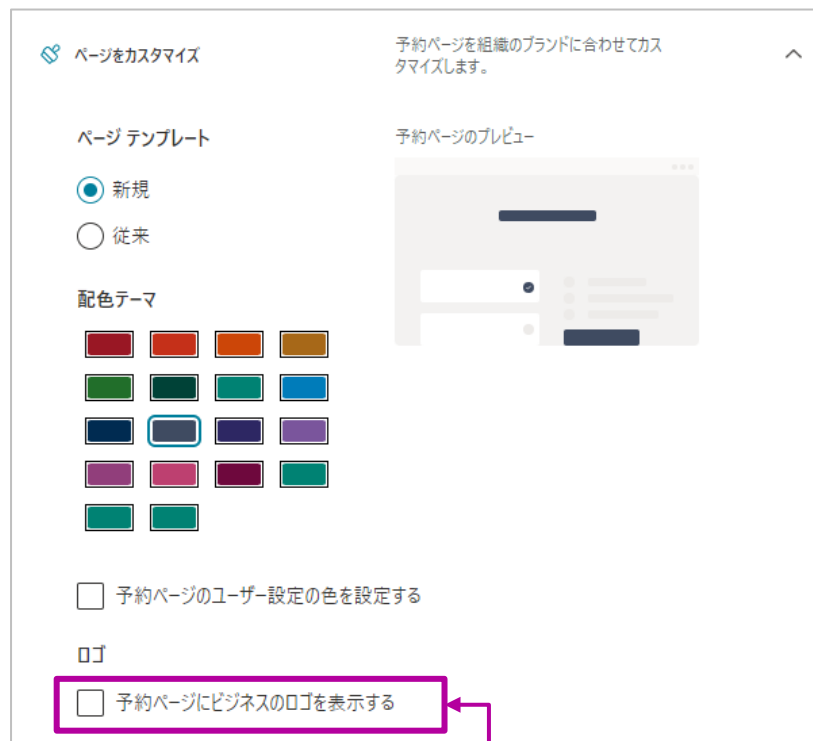 ページをカスタマイズ
予約ページを組織のブランドに合わせてカス
タマイズします。
ページ テンプレート
予約ページのプレビュー
新規
従来
配色テーマ
予約ページのユーザー設定の色を設定する
ロゴ
予約ページにビジネスのロゴを表示する